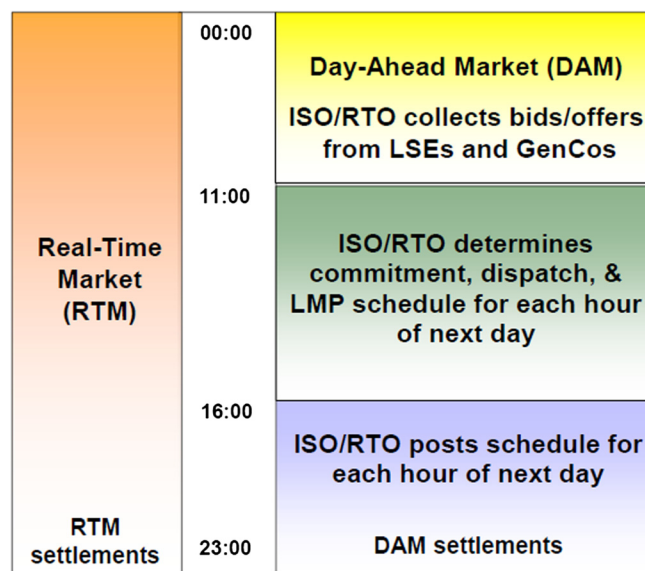 00:00
Day-Ahead Market (DAM)
ISO/RTO collects bids/offers
from LSEs and GenCos
11:00
Real-Time
Market
(RTM)
ISO/RTO determines
commitment, dispatch, &
LMP schedule for each hour
of next day
16:00
ISO/RTO posts schedule for
each hour of next day
RTM
settlements
23:00
DAM settlements